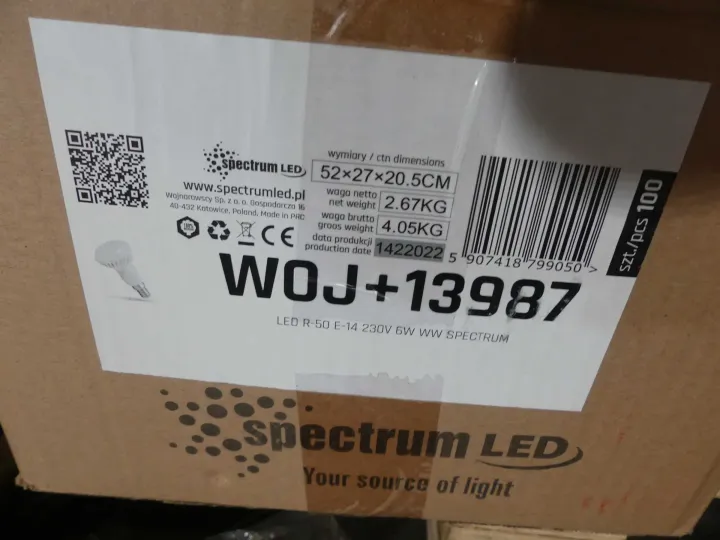 spectrum LED
www.spectrumled.pl
Wojnarowscy Sp. z o.o. Gospodarcza 16
40-432 Katowice, Poland. Made in PRC
LED
CE
wymiary / ctn dimensions
52×27×20.5CM
waga netto
net weight 2.67KG
waga brutto
gross weight 4.05KG
data produkcji
production date 1422022
5 907418 799050 >
szt./pcs 100
WOJ+13987
LED R-50 E-14 230V 6W WW SPECTRUM
spectrum LED
Your source of light